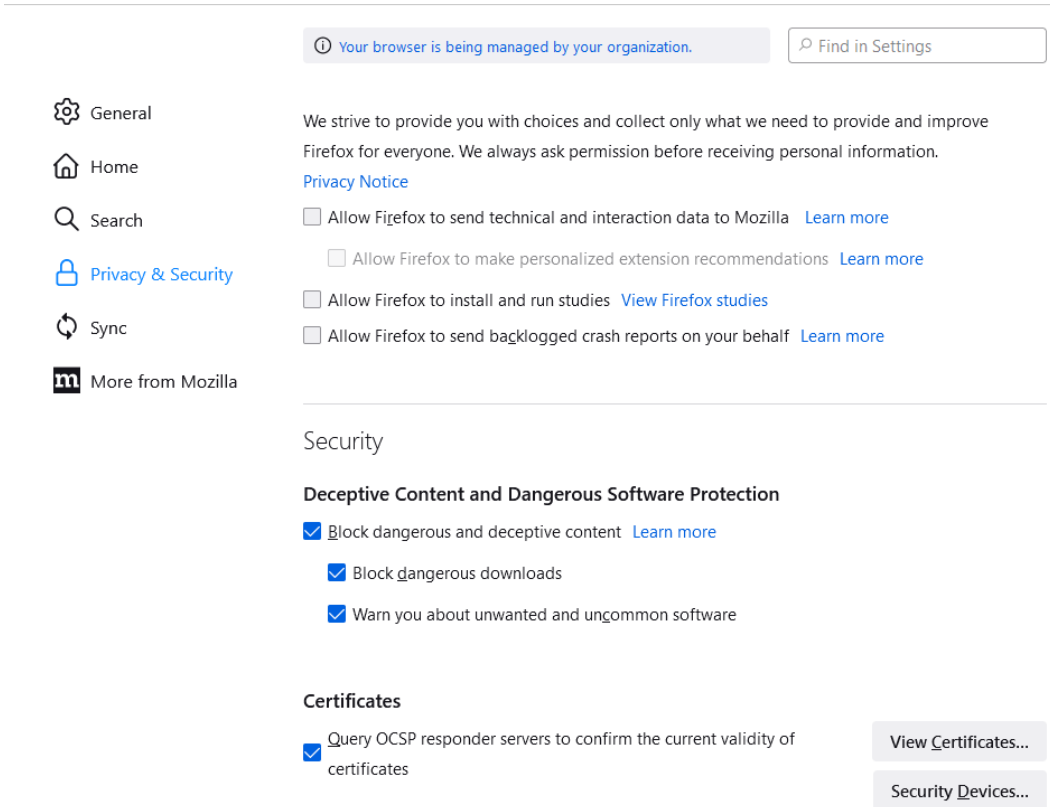 Your browser is being managed by your organization.
Find in Settings
General
Home
Search
Privacy & Security
Sync
m More from Mozilla
We strive to provide you with choices and collect only what we need to provide and improve
Firefox for everyone. We always ask permission before receiving personal information.
Privacy Notice
Allow Firefox to send technical and interaction data to Mozilla Learn more
Allow Firefox to make personalized extension recommendations Learn more
Allow Firefox to install and run studies View Firefox studies
Allow Firefox to send backlogged crash reports on your behalf Learn more
Security
Deceptive Content and Dangerous Software Protection
Block dangerous and deceptive content Learn more
Block dangerous downloads
Warn you about unwanted and uncommon software
Certificates
Query OCSP responder servers to confirm the current validity of
certificates
View Certificates...
Security Devices...